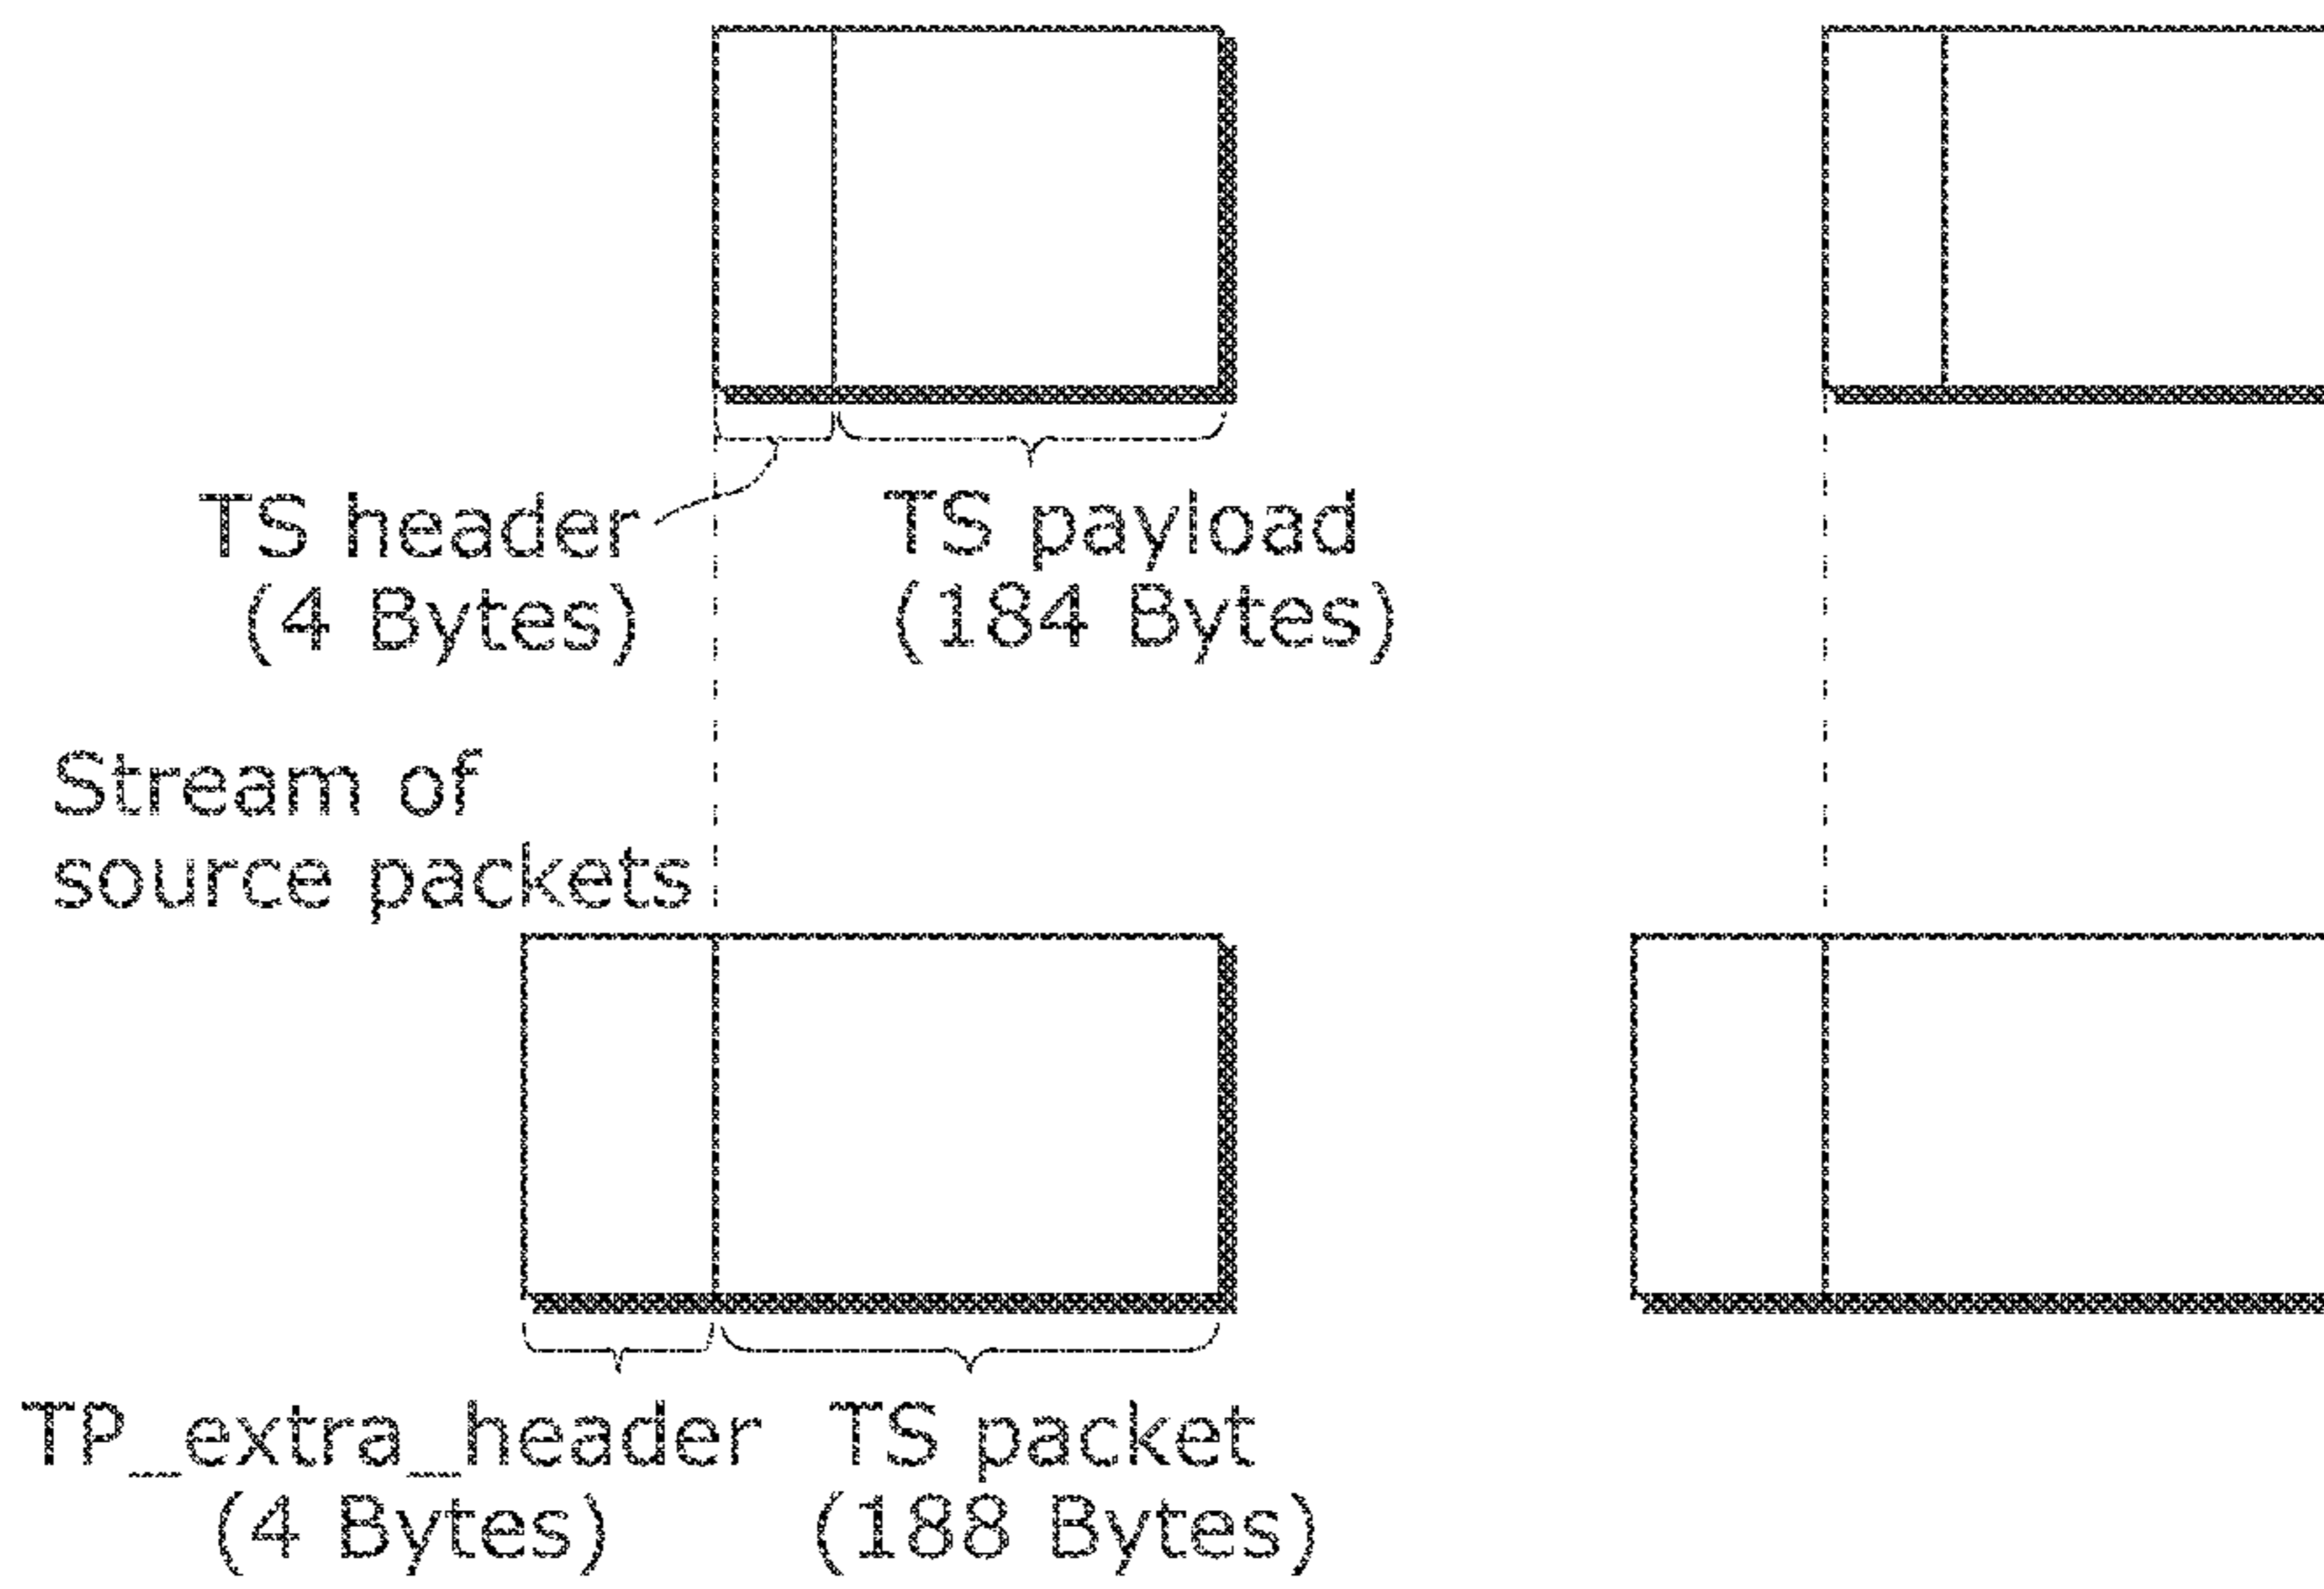 TS header
(4 Bytes)
TS payload
(184 Bytes)
Stream of
source packets
TP_extra_header
(4 Bytes)
TS packet
(188 Bytes)